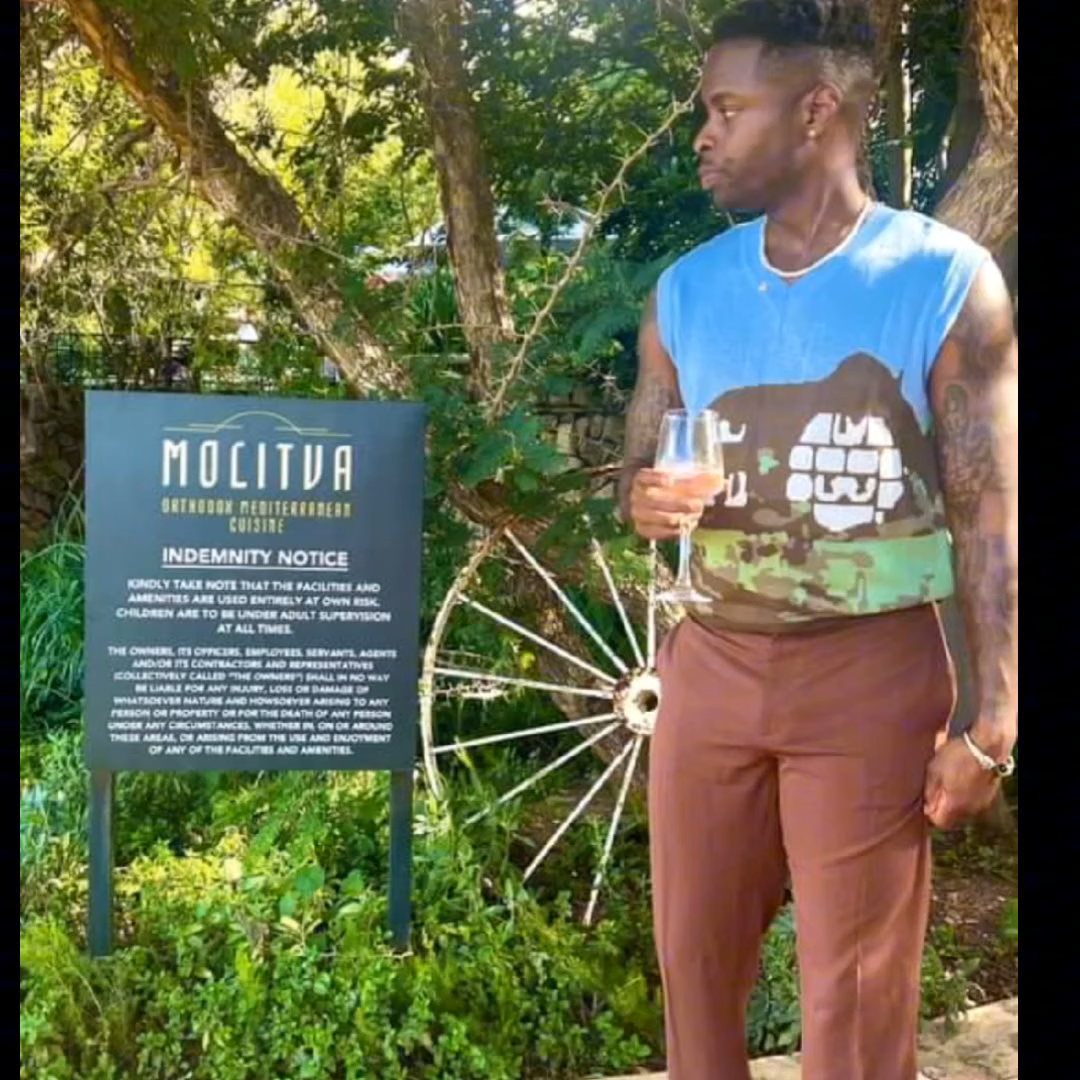 MOLITVA
ORTHODOX MEDITERRANEAN
CUISINE
INDEMNITY NOTICE
KINDLY TAKE NOTE THAT THE FACILITIES AND
AMENITIES ARE USED ENTIRELY AT OWN RISK.
CHILDREN ARE TO BE UNDER ADULT SUPERVISION
AT ALL TIMES.
THE OWNERS, ITS OFFICERS, EMPLOYEES, SERVANTS, AGENTS
AND/OR ITS CONTRACTORS AND REPRESENTATIVES
(COLLECTIVELY CALLED "THE OWNERS") SHALL IN NO WAY
BE LIABLE FOR ANY INJURY, LOSS OR DAMAGE OF
WHATSOEVER NATURE AND HOWSOEVER ARISING TO ANY
PERSON OR PROPERTY OR FOR THE DEATH OF ANY PERSON
UNDER ANY CIRCUMSTANCES, WHETHER IN, ON OR AROUND
THESE AREAS, OR ARISING FROM THE USE AND ENJOYMENT
OF ANY OF THE FACILITIES AND AMENITIES.